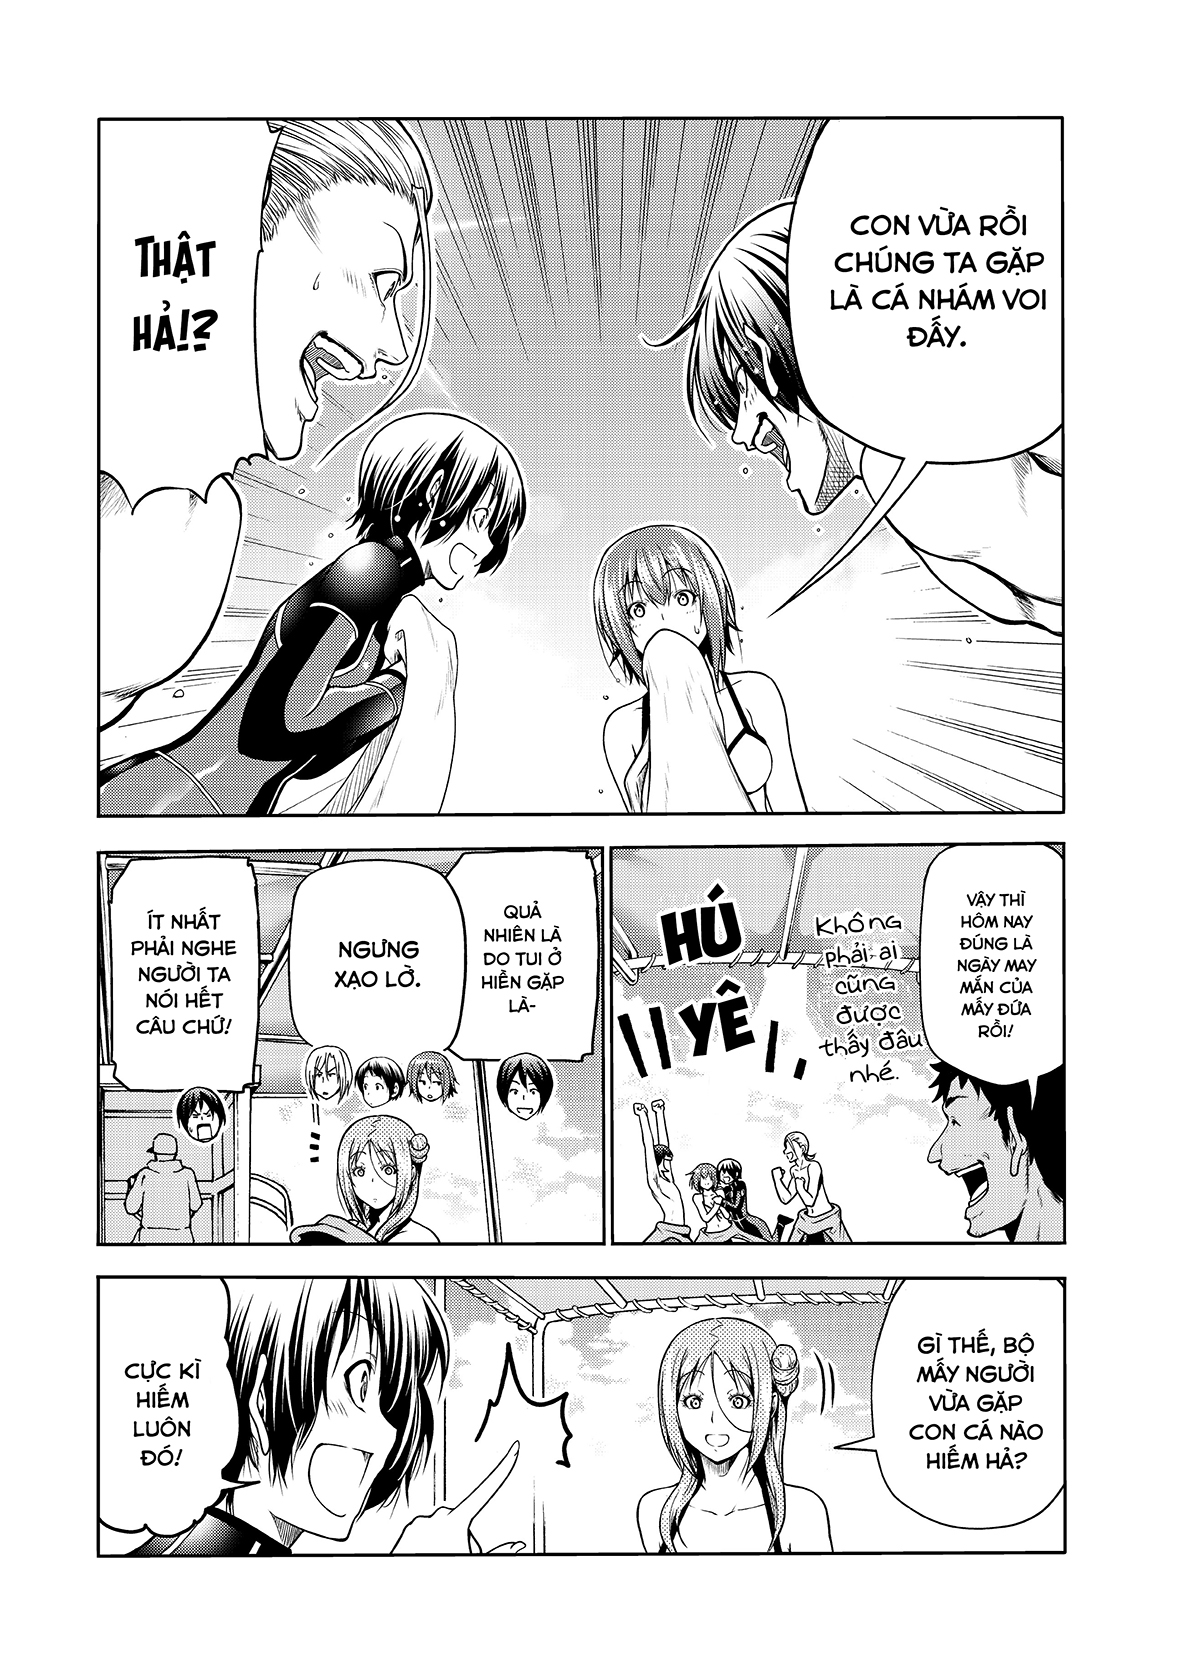 CON VỪA RỒI
CHÚNG TA GẶP
LÀ CÁ NHÁM VOI
ĐẤY.
THẬT
HẢ!?
VẬY THÌ
HÔM NAY
ĐÚNG LÀ
NGÀY MAY
MẮN CỦA
MẤY ĐỨA
RỒI!
Không
phải ai
cũng
được
thấy đâu
nhé.
HÚ
YÊ
QUẢ
NHIÊN LÀ
DO TUI Ở
HIỀN GẶP
LÀ-
NGƯNG
XẠO LỜ.
ÍT NHẤT
PHẢI NGHE
NGƯỜI TA
NÓI HẾT
CÂU CHỨ!
GÌ THẾ, BỘ
MẤY NGƯỜI
VỪA GẶP
CON CÁ NÀO
HIẾM HẢ?
CỰC KÌ
HIẾM
LUÔN
ĐÓ!